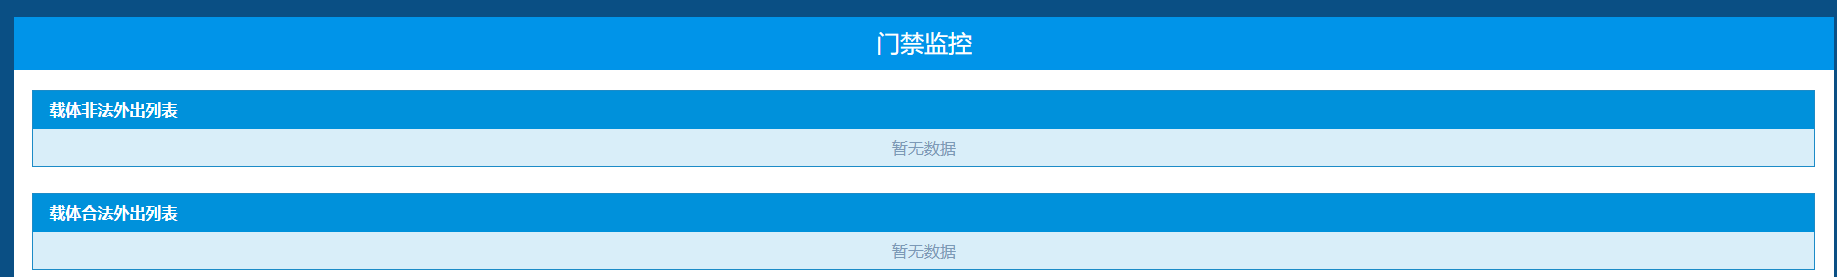 门禁监控
载体非法外出列表
暂无数据
载体合法外出列表
暂无数据